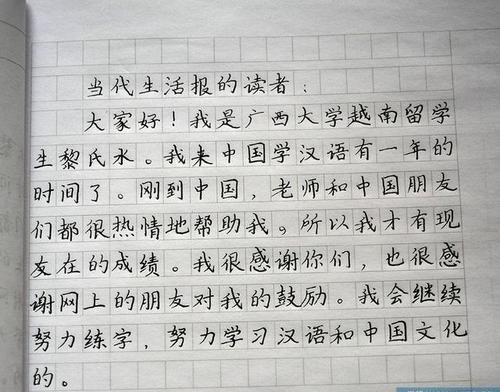 当代生活报的读者：
大家好！我是广西大学越南留学
生黎氏水。我来中国学汉语有一年的
时间了。刚到中国，老师和中国朋友
们都很热情地帮助我。所以我才有现
友在的成绩。我很感谢你们，也很感
谢网上的朋友对我的鼓励。我会继续
努力练字，努力学习汉语和中国文化
的。